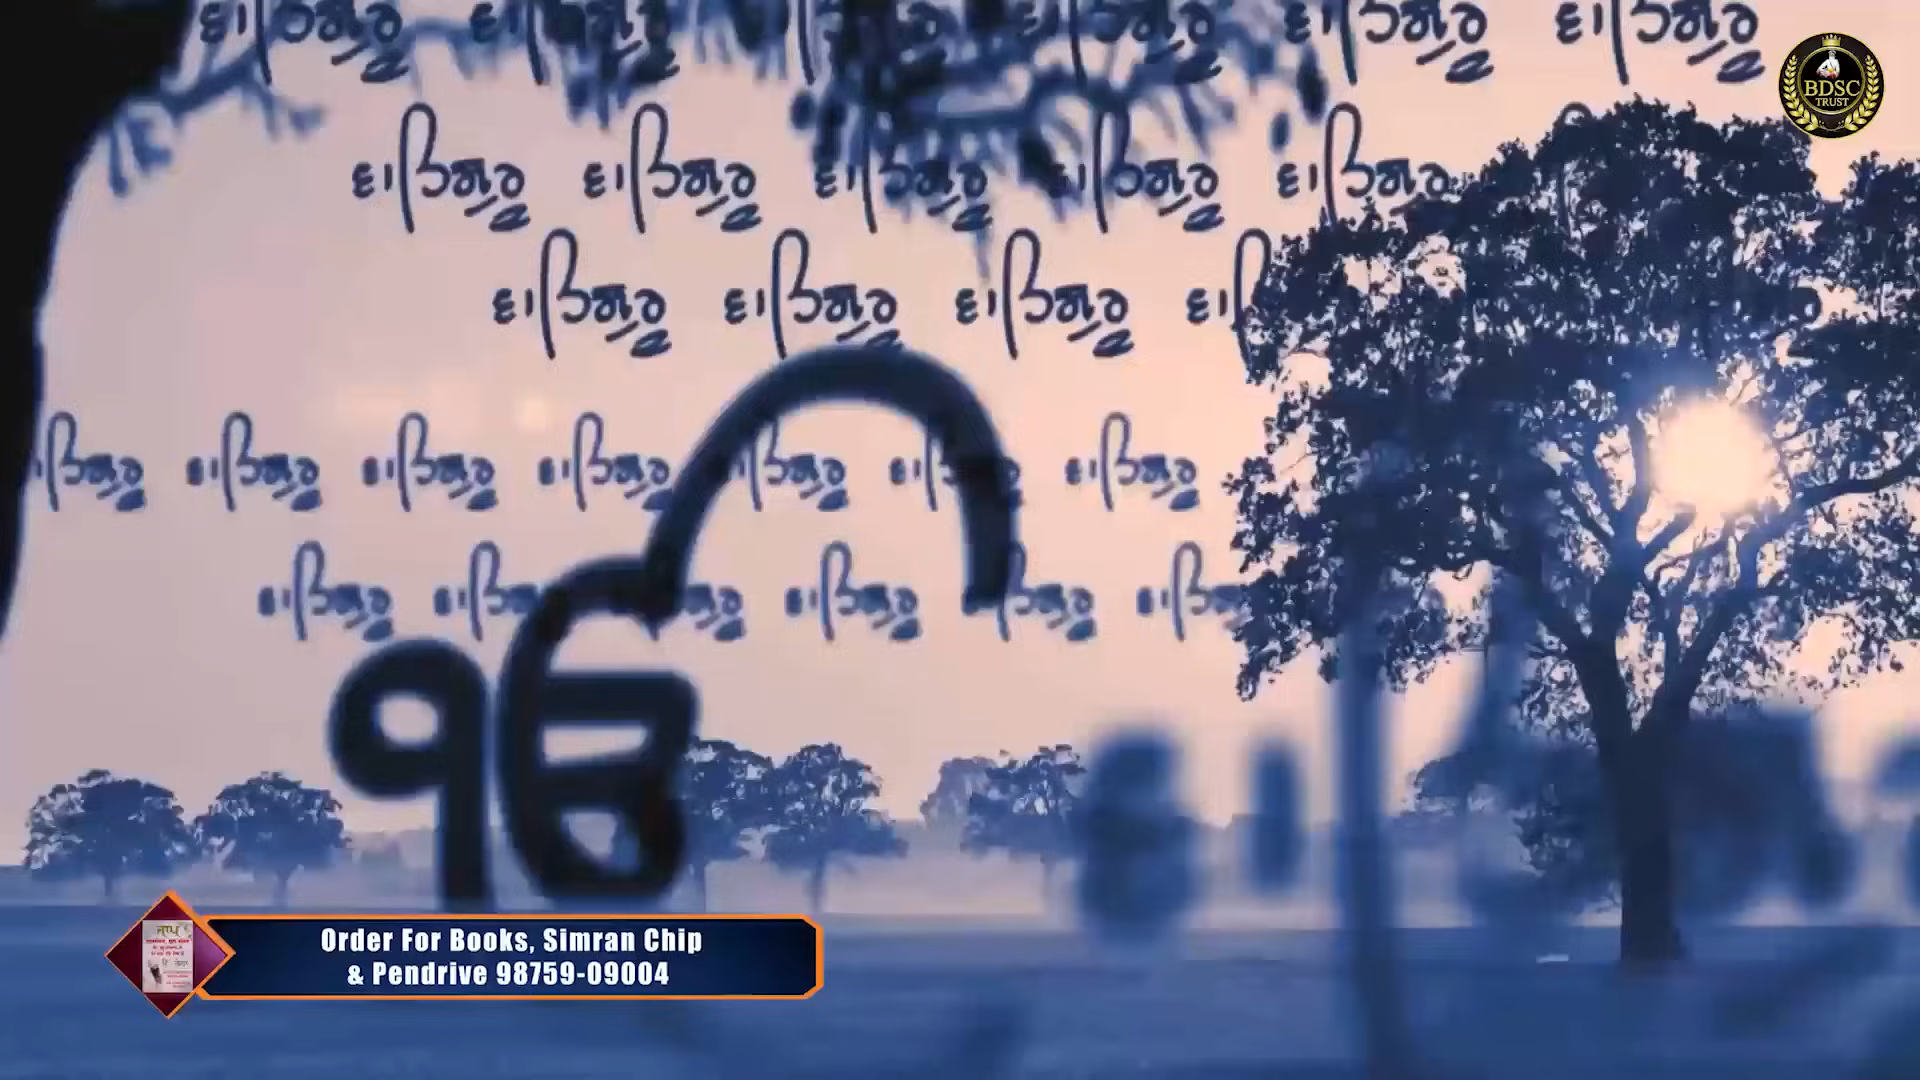 ਵਾਹਿਗੁਰੂ ਵਾਹਿਗੁਰੂ ਵਾਹਿਗੁਰੂ ਵਾਹਿਗੁਰੂ ਵਾਹਿਗੁਰੂ ਵਾਹਿਗੁਰੂ
BDSC
TRUST
ਵਾਹਿਗੁਰੂ ਵਾਹਿਗੁਰੂ ਵਾਹਿਗੁਰੂ ਵਾਹਿਗੁਰੂ ਵਾਹਿਗੁਰੂ
ਵਾਹਿਗੁਰੂ ਵਾਹਿਗੁਰੂ ਵਾਹਿਗੁਰੂ
ਵਾਹਿਗੁਰੂ ਵਾਹਿਗੁਰੂ ਵਾਹਿਗੁਰੂ ਵਾਹਿਗੁਰੂ ਵਾਹਿਗੁਰੂ ਵਾਹਿਗੁਰੂ ਵਾਹਿਗੁਰੂ
ਵਾਹਿਗੁਰੂ ਵਾਹਿਗੁਰੂ ਵਾਹਿਗੁਰੂ ਵਾਹਿਗੁਰੂ ਵਾਹਿਗੁਰੂ ਵਾਹਿਗੁਰੂ
ੴ
ਜਾਪ
Order For Books, Simran Chip
& Pendrive 98759-09004